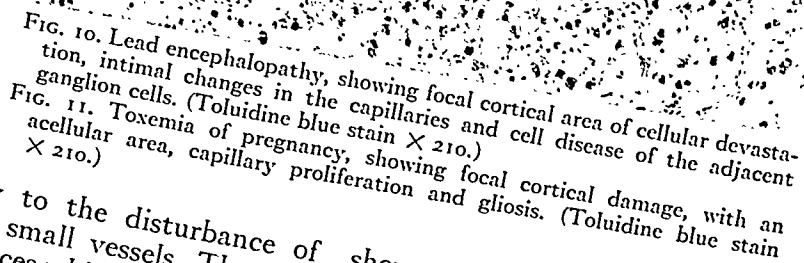 FIG. 10. Lead encephalopathy, showing focal cortical area of cellular devasta-
tion, intimal changes in the capillaries and cell disease of the adjacent
ganglion cells. (Toluidine blue stain × 210.)
FIG. 11. Toxemia of pregnancy, showing focal cortical damage, with an
acellular area, capillary proliferation and gliosis. (Toluidine blue stain
× 210.)
to the disturbance of
small vessels.